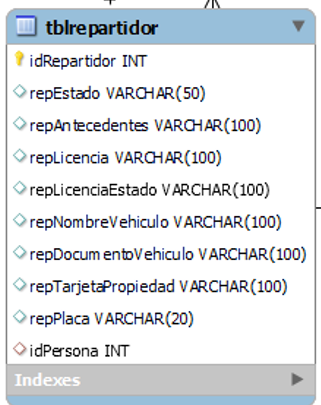 tblrepartidor
idRepartidor INT
repEstado VARCHAR(50)
repAntecedentes VARCHAR(100)
repLicencia VARCHAR(100)
repLicenciaEstado VARCHAR(100)
repNombreVehiculo VARCHAR(100)
repDocumentoVehiculo VARCHAR(100)
repTarjetaPropiedad VARCHAR(100)
repPlaca VARCHAR(20)
idPersona INT
Indexes